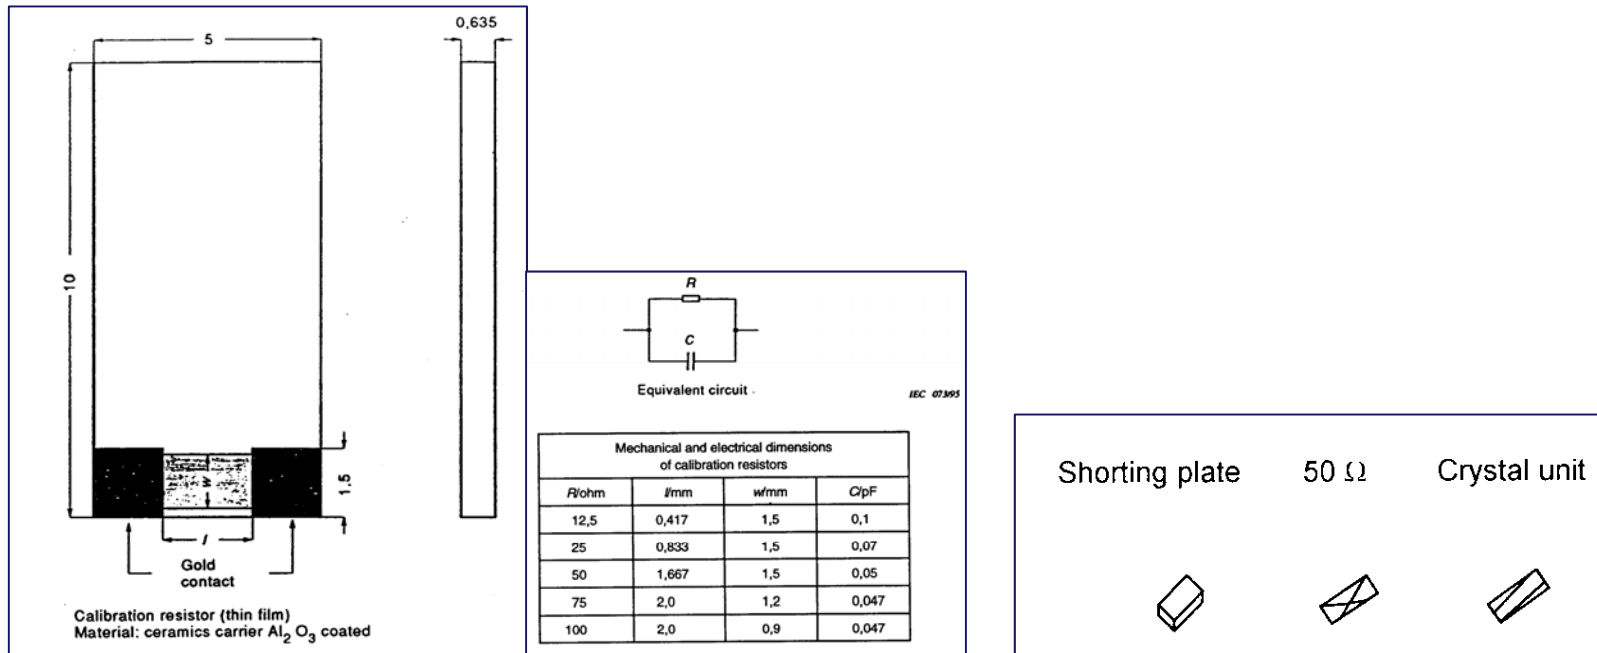 5
0,635
10
w
1,5
l
Gold
contact
Calibration resistor (thin film)
Material: ceramics carrier Al2 O3 coated
R
C
Equivalent circuit
IEC 073/95
Mechanical and electrical dimensions
of calibration resistors
R/ohm l/mm w/mm C/pF
12,5 0,417 1,5 0,1
25 0,833 1,5 0,07
50 1,667 1,5 0,05
75 2,0 1,2 0,047
100 2,0 0,9 0,047
Shorting plate 50 Ω Crystal unit